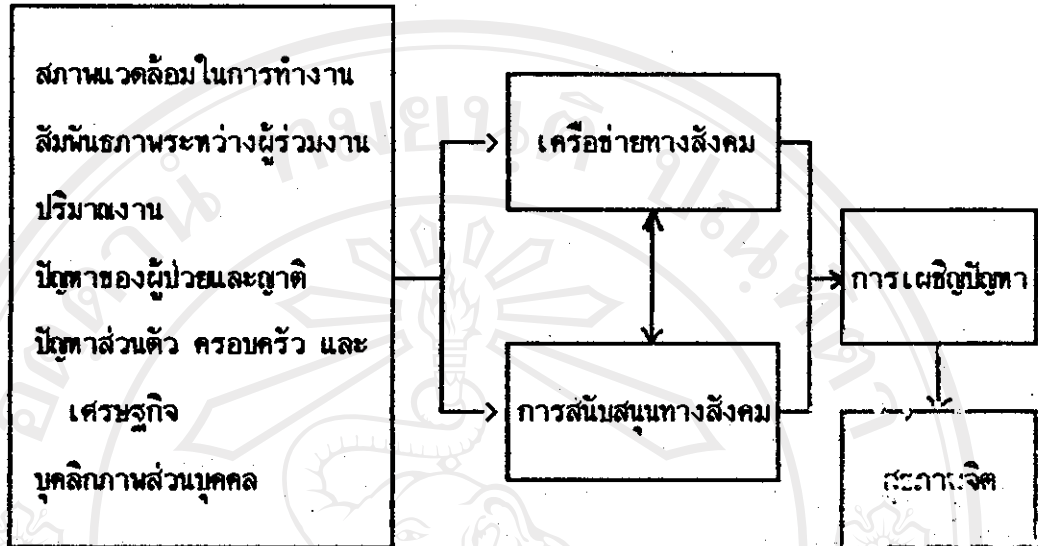 สภาพแวดล้อมในการทำงาน
สัมพันธภาพระหว่างผู้ร่วมงาน
ปริมาณงาน
ปัญหาของผู้ป่วยและญาติ
ปัญหาส่วนตัว ครอบครัว และ
เศรษฐกิจ
บุคลิกภาพส่วนบุคคล
เครือข่ายทางสังคม
การสนับสนุนทางสังคม
การเผชิญปัญหา